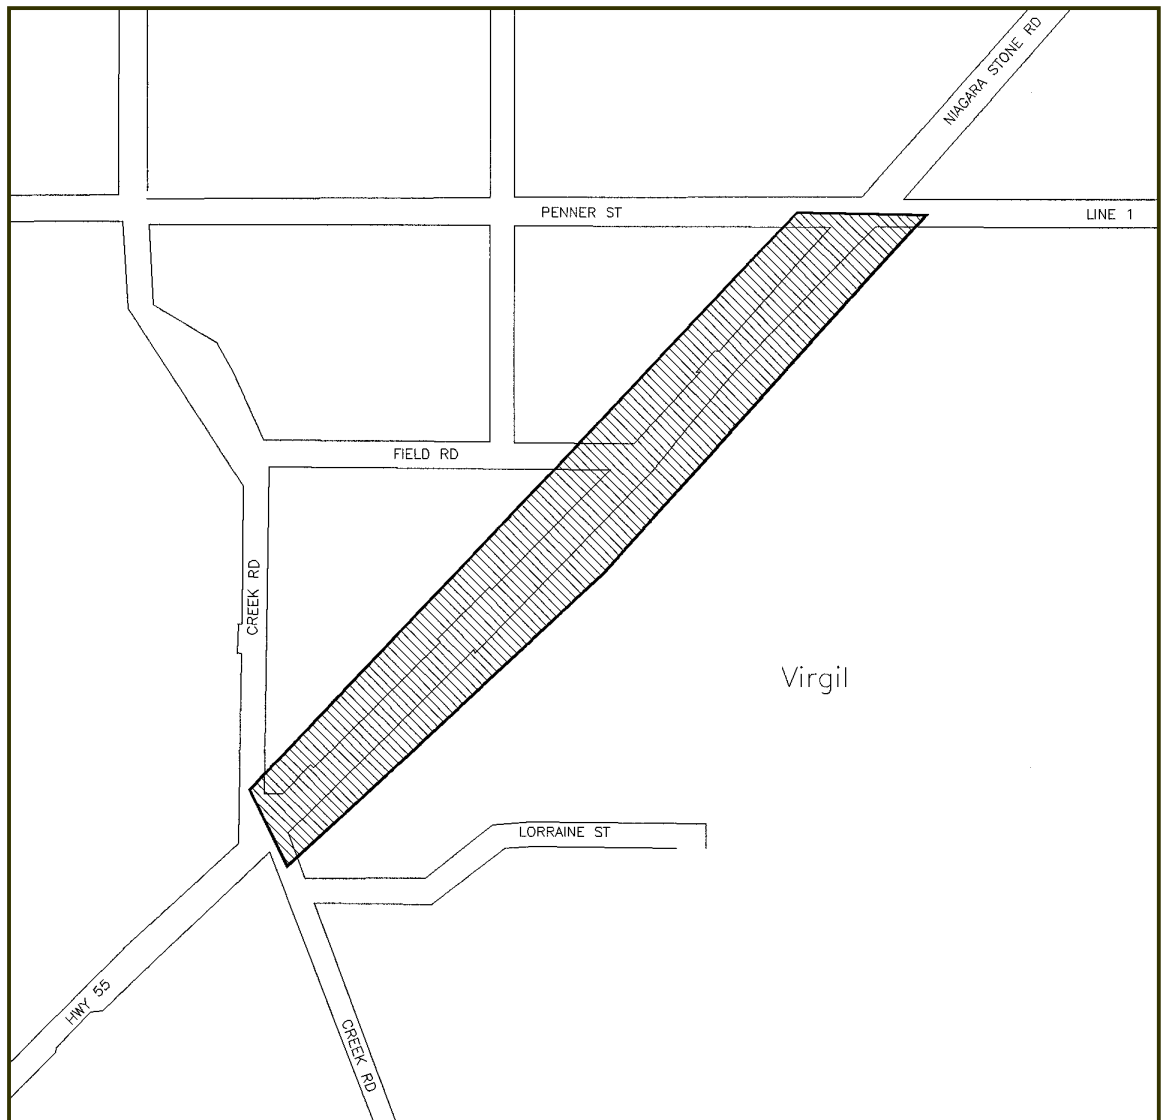 NIAGARA STONE RD
PENNER ST
LINE 1
FIELD RD
CREEK RD
Virgil
LORRAINE ST
HWY 55
CREEK RD